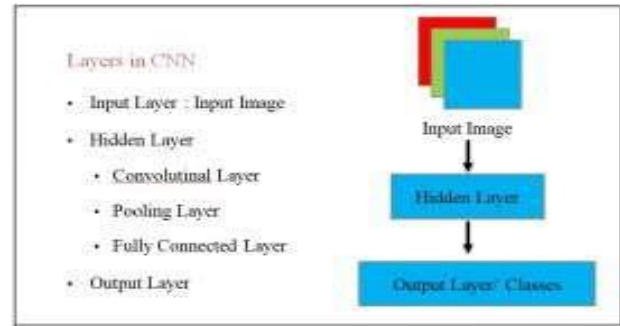 Layers in CNN
• Input Layer : Input Image
• Hidden Layer
• Convolutinal Layer
• Pooling Layer
• Fully Connected Layer
• Output Layer
Input Image
Hidden Layer
Output Layer/ Classes